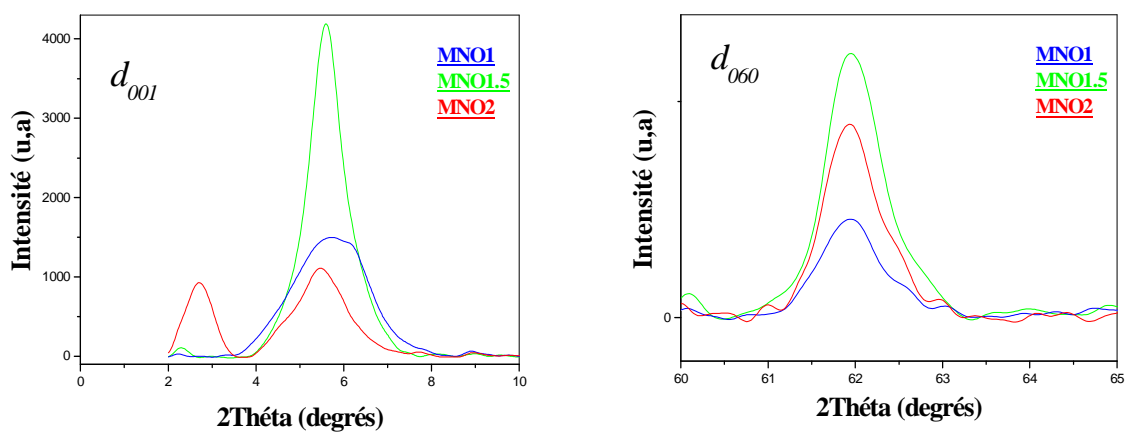 4000
3000
2000
1000
0
0 2 4 6 8 10
Intensité (u,a)
2Théta (degrés)
d001
MNO1
MNO1.5
MNO2
0
60 61 62 63 64 65
Intensité (u,a)
2Théta (degrés)
d060
MNO1
MNO1.5
MNO2